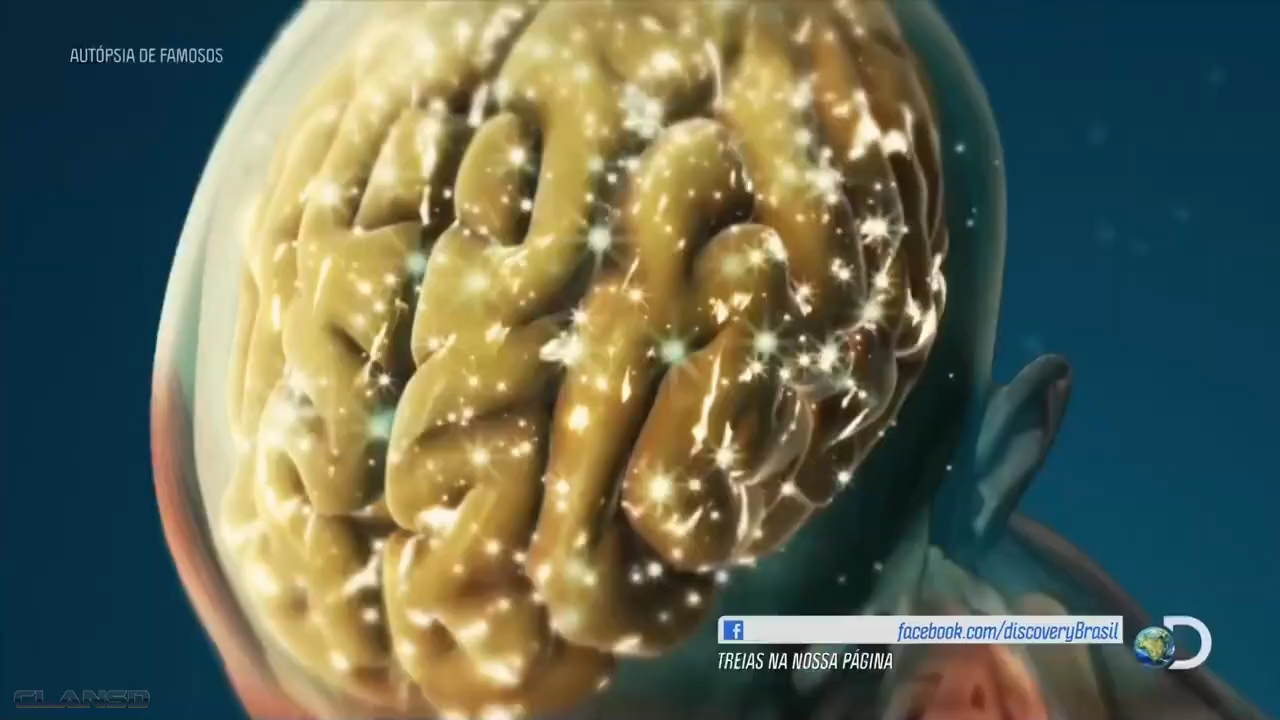 AUTÓPSIA DE FAMOSOS
facebook.com/discoveryBrasil
TREIAS NA NOSSA PÁGINA
CLANSD